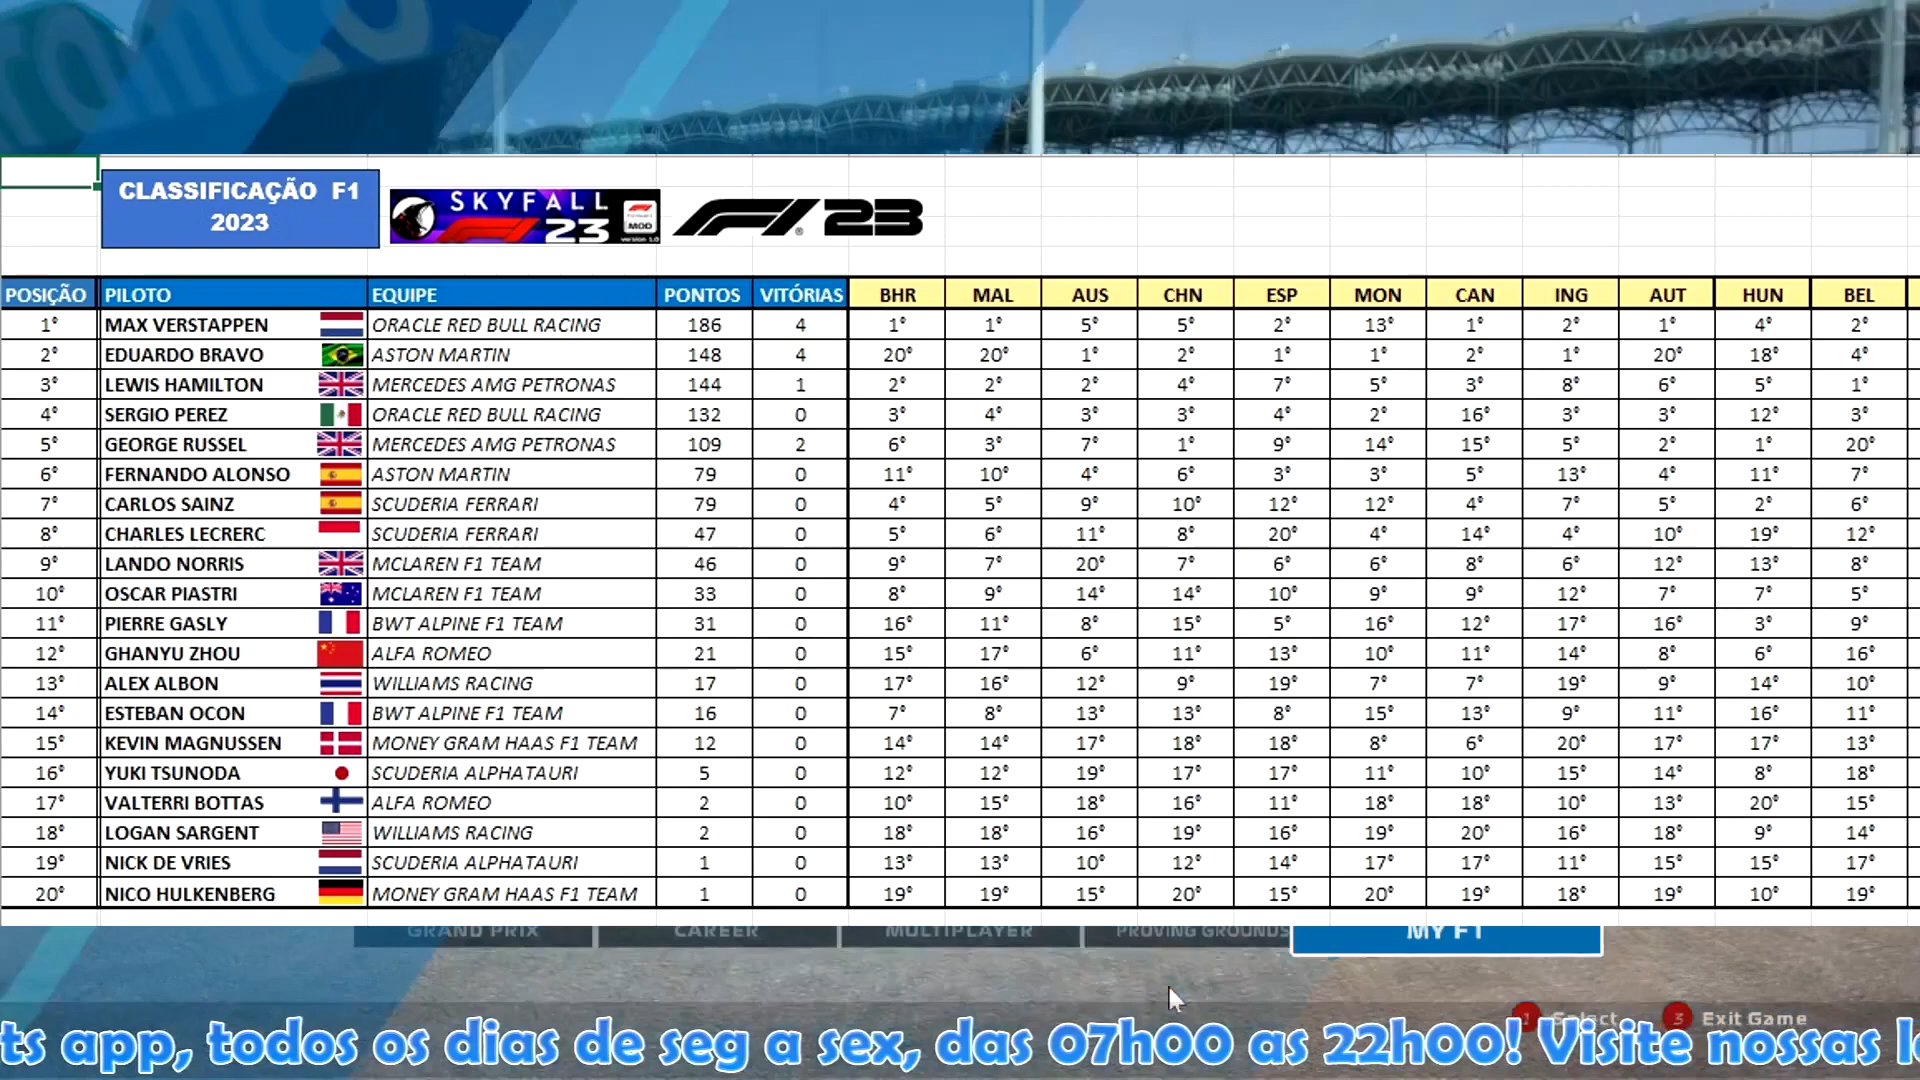 aramco
CLASSIFICAÇÃO F1
2023
SKYFALL
F1 23
MOD
version 1.0
F1 23
POSIÇÃO PILOTO EQUIPE PONTOS VITÓRIAS BHR MAL AUS CHN ESP MON CAN ING AUT HUN BEL
1° MAX VERSTAPPEN ORACLE RED BULL RACING 186 4 1° 1° 5° 5° 2° 13° 1° 2° 1° 4° 2°
2° EDUARDO BRAVO ASTON MARTIN 148 4 20° 20° 1° 2° 1° 1° 2° 1° 20° 18° 4°
3° LEWIS HAMILTON MERCEDES AMG PETRONAS 144 1 2° 2° 2° 4° 7° 5° 3° 8° 6° 5° 1°
4° SERGIO PEREZ ORACLE RED BULL RACING 132 0 3° 4° 3° 3° 4° 2° 16° 3° 3° 12° 3°
5° GEORGE RUSSEL MERCEDES AMG PETRONAS 109 2 6° 3° 7° 1° 9° 14° 15° 5° 2° 1° 20°
6° FERNANDO ALONSO ASTON MARTIN 79 0 11° 10° 4° 6° 3° 3° 5° 13° 4° 11° 7°
7° CARLOS SAINZ SCUDERIA FERRARI 79 0 4° 5° 9° 10° 12° 12° 4° 7° 5° 2° 6°
8° CHARLES LECRERC SCUDERIA FERRARI 47 0 5° 6° 11° 8° 20° 4° 14° 4° 10° 19° 12°
9° LANDO NORRIS MCLAREN F1 TEAM 46 0 9° 7° 20° 7° 6° 6° 8° 6° 12° 13° 8°
10° OSCAR PIASTRI MCLAREN F1 TEAM 33 0 8° 9° 14° 14° 10° 9° 9° 12° 7° 7° 5°
11° PIERRE GASLY BWT ALPINE F1 TEAM 31 0 16° 11° 8° 15° 5° 16° 12° 17° 16° 3° 9°
12° GHANYU ZHOU ALFA ROMEO 21 0 15° 17° 6° 11° 13° 10° 11° 14° 8° 6° 16°
13° ALEX ALBON WILLIAMS RACING 17 0 17° 16° 12° 9° 19° 7° 7° 19° 9° 14° 10°
14° ESTEBAN OCON BWT ALPINE F1 TEAM 16 0 7° 8° 13° 13° 8° 15° 13° 9° 11° 16° 11°
15° KEVIN MAGNUSSEN MONEY GRAM HAAS F1 TEAM 12 0 14° 14° 17° 18° 18° 8° 6° 20° 17° 17° 13°
16° YUKI TSUNODA SCUDERIA ALPHATAURI 5 0 12° 12° 19° 17° 17° 11° 10° 15° 14° 8° 18°
17° VALTERRI BOTTAS ALFA ROMEO 2 0 10° 15° 18° 16° 11° 18° 18° 10° 13° 20° 15°
18° LOGAN SARGENT WILLIAMS RACING 2 0 18° 18° 16° 19° 16° 19° 20° 16° 18° 9° 14°
19° NICK DE VRIES SCUDERIA ALPHATAURI 1 0 13° 13° 10° 12° 14° 17° 17° 11° 15° 15° 17°
20° NICO HULKENBERG MONEY GRAM HAAS F1 TEAM 1 0 19° 19° 15° 20° 15° 20° 19° 18° 19° 10° 19°
GRAND PRIX CAREER MULTIPLAYER PROVING GROUNDS MY F1
1 Select 3 Exit Game
ts app, todos os dias de seg a sex, das 07h00 as 22h00! Visite nossas l